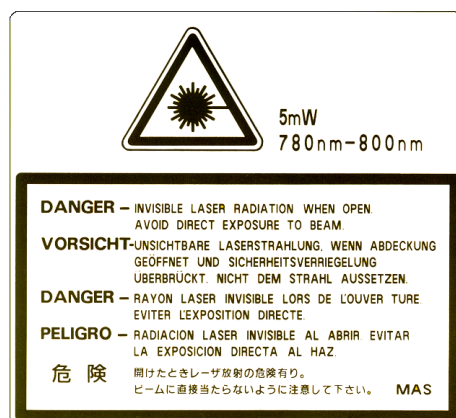 5mW
780nm-800nm
DANGER – INVISIBLE LASER RADIATION WHEN OPEN.
AVOID DIRECT EXPOSURE TO BEAM.
VORSICHT-UNSICHTBARE LASERSTRAHLUNG, WENN ABDECKUNG
GEÖFFNET UND SICHERHEITSVERRIEGELUNG
ÜBERBRÜCKT. NICHT DEM STRAHL AUSSETZEN.
DANGER – RAYON LASER INVISIBLE LORS DE L'OUVER TURE.
EVITER L'EXPOSITION DIRECTE.
PELIGRO – RADIACION LASER INVISIBLE AL ABRIR. EVITAR
LA EXPOSICION DIRECTA AL HAZ.
危険 開けたときレーザ放射の危険有り。
ビームに直接当たらないように注意して下さい。 MAS